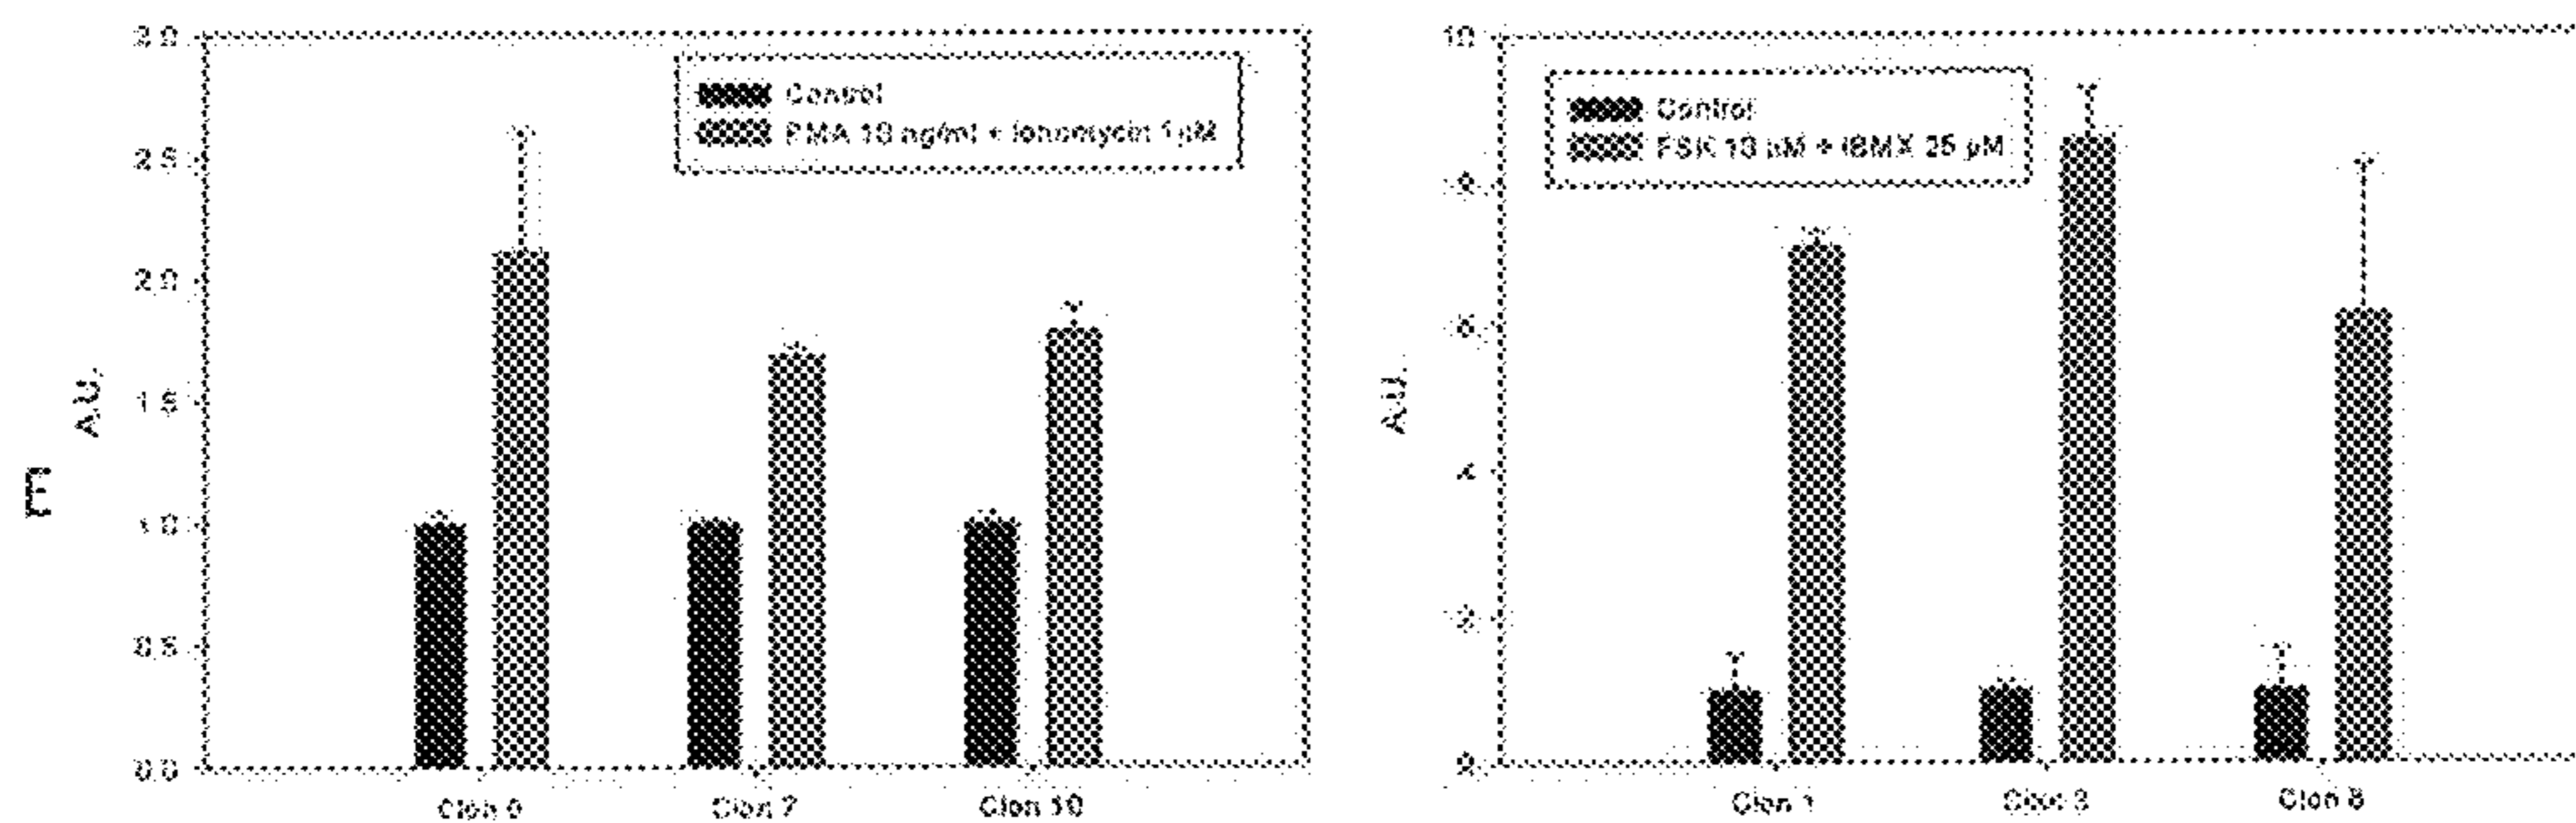 3.0
2.5
2.0
1.5
1.0
0.5
0.0
A.U.
E
Control
PMA 10 ng/ml + Ionomycin 1 µM
Clon 7
Clon 10
10
8
6
4
2
0
A.U.
Control
FSK 10 µM + IBMX 25 µM
Clon 1
Clon 3
Clon 8